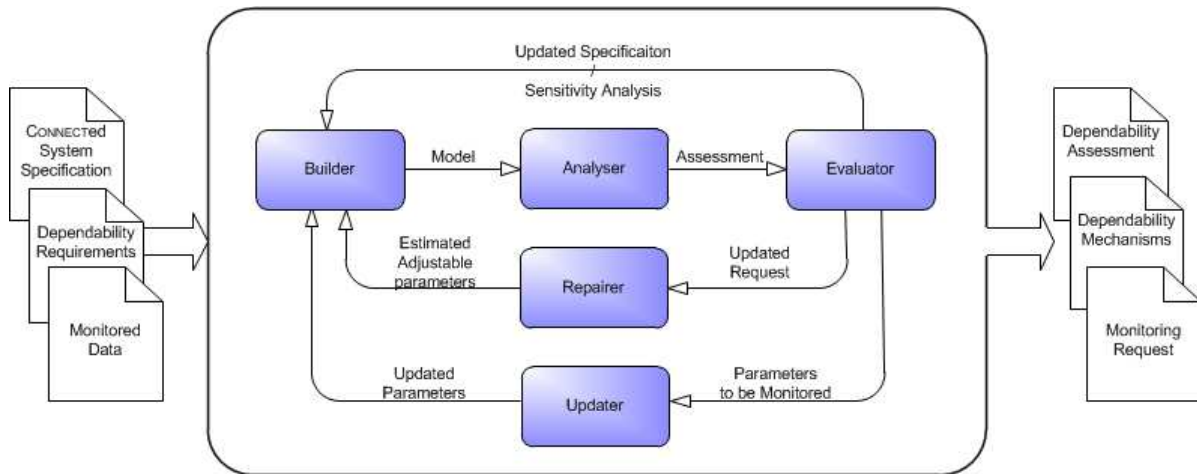 Updated Specificaiton
Sensitivity Analysis
CONNECTed
System
Specification
Dependability
Requirements
Monitored
Data
Builder
Model
Analyser
Assessment
Evaluator
Estimated
Adjustable
parameters
Repairer
Updated
Request
Updated
Parameters
Updater
Parameters
to be Monitored
Dependability
Assessment
Dependability
Mechanisms
Monitoring
Request